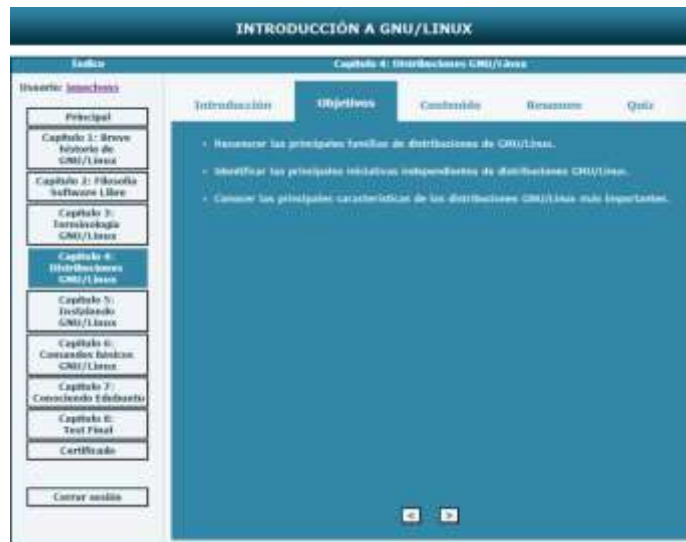 INTRODUCCIÓN A GNU/LINUX
Índice
Capítulo 4: Distribuciones GNU/Linux
Usuario:
Introducción
Objetivos
Contenido
Resumen
Quiz
Principal
Capítulo 1: Breve
historia de
GNU/Linux
Capítulo 2: Filosofía
Software Libre
Capítulo 3:
Terminología
GNU/Linux
Capítulo 4:
Distribuciones
GNU/Linux
Capítulo 5:
Instalando
GNU/Linux
Capítulo 6:
Comandos básicos
GNU/Linux
Capítulo 7:
Conociendo Edubuntu
Capítulo 8:
Test Final
Certificado
Cerrar sesión
• Reconocer las principales familias de distribuciones de GNU/Linux.
• Identificar las principales iniciativas independientes de distribuciones GNU/Linux.
• Conocer las principales características de las distribuciones GNU/Linux más importantes.
< >